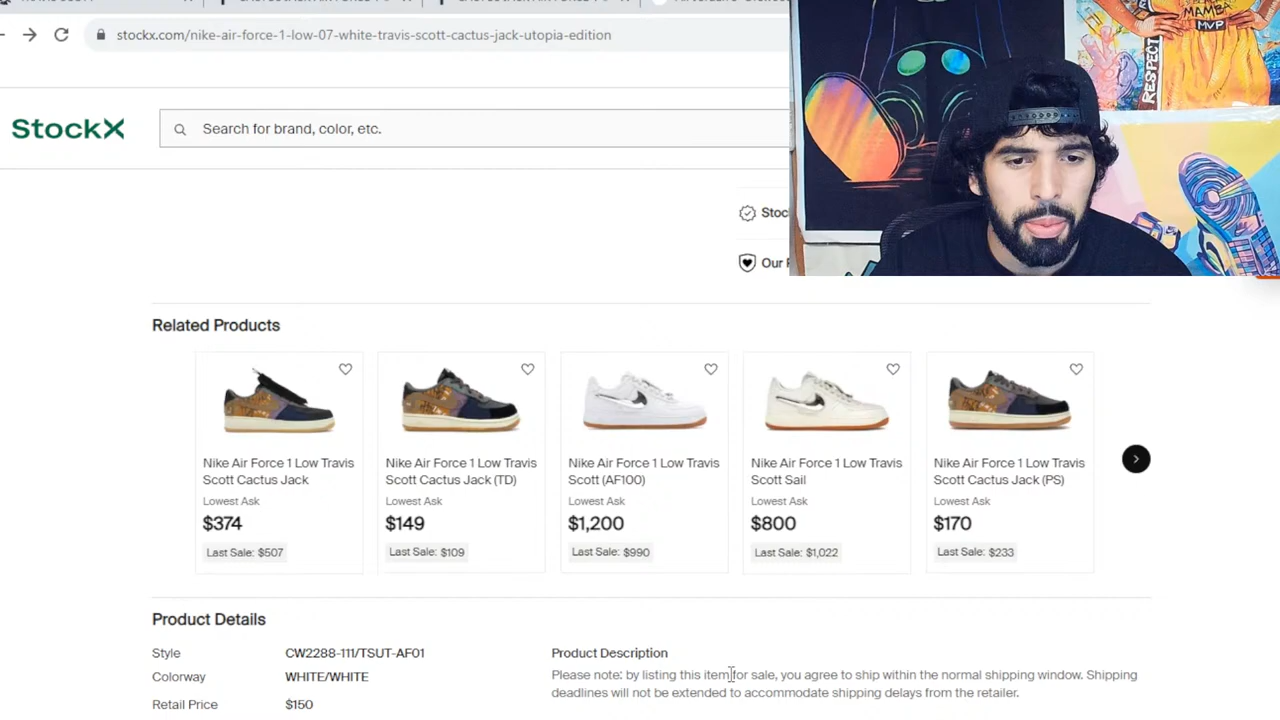 stockx.com/nike-air-force-1-low-07-white-travis-scott-cactus-jack-utopia-edition
MAMBA
MVP
RESPECT
StockX
Search for brand, color, etc.
Our
Related Products
Nike Air Force 1 Low Travis Scott Cactus Jack
Lowest Ask
$374
Last Sale: $507
Nike Air Force 1 Low Travis Scott Cactus Jack (TD)
Lowest Ask
$149
Last Sale: $109
Nike Air Force 1 Low Travis Scott (AF100)
Lowest Ask
$1,200
Last Sale: $990
Nike Air Force 1 Low Travis Scott Sail
Lowest Ask
$800
Last Sale: $1,022
Nike Air Force 1 Low Travis Scott Cactus Jack (PS)
Lowest Ask
$170
Last Sale: $233
Product Details
Style CW2288-111/TSUT-AF01
Colorway WHITE/WHITE
Retail Price $150
Product Description
Please note: by listing this item for sale, you agree to ship within the normal shipping window. Shipping
deadlines will not be extended to accommodate shipping delays from the retailer.